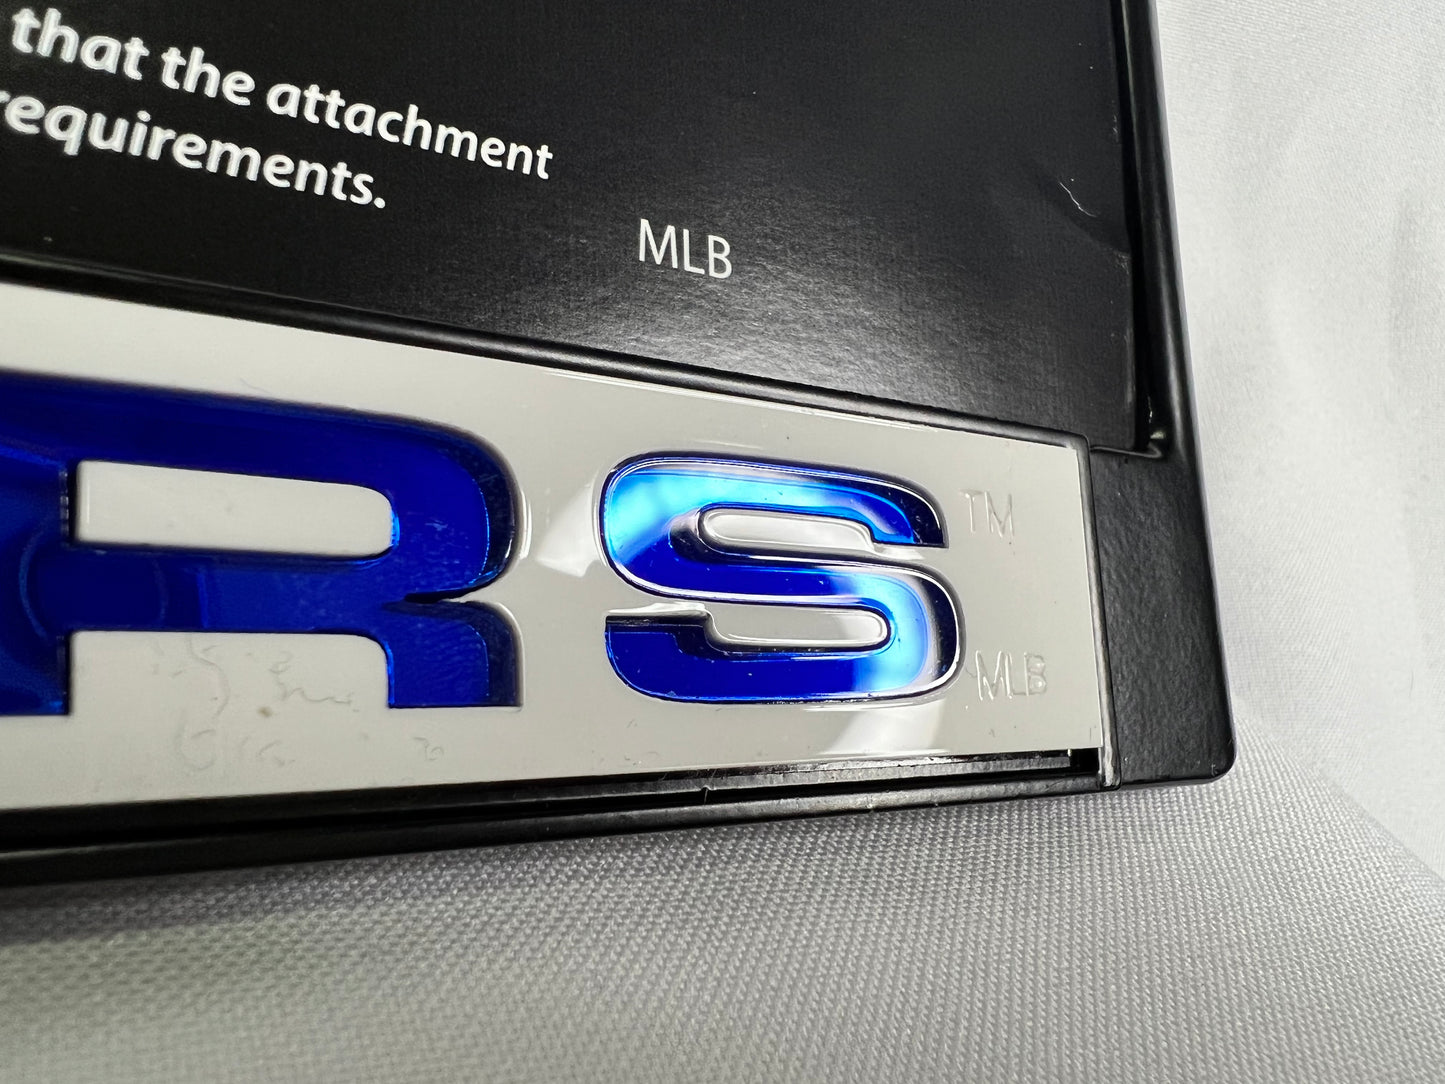 that the attachment
requirements.
MLB
RS
TM
MLB